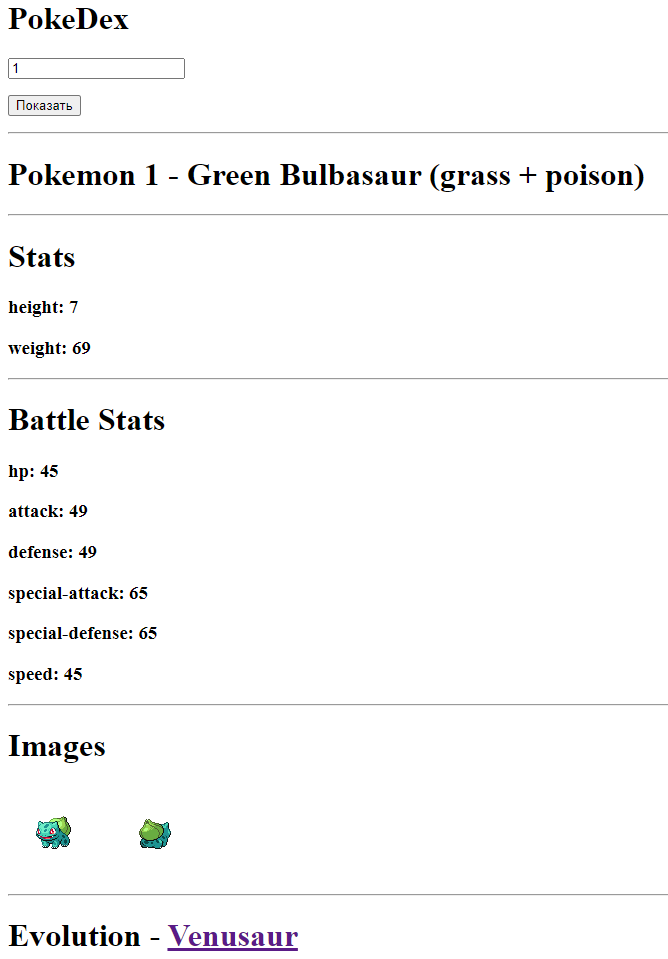 PokeDex
1
Показать
Pokemon 1 - Green Bulbasaur (grass + poison)
Stats
height: 7
weight: 69
Battle Stats
hp: 45
attack: 49
defense: 49
special-attack: 65
special-defense: 65
speed: 45
Images
Evolution - Venusaur